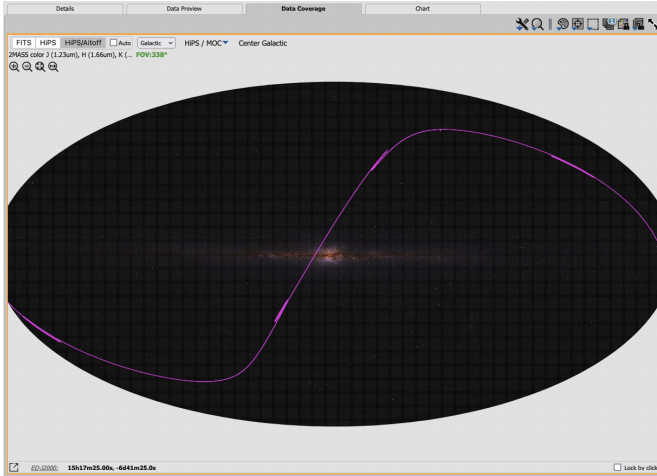 Details Data Preview Data Coverage Chart
FITS HiPS HiPS/Aitoff Auto Galactic HiPS / MOC Center Galactic
2MASS color J (1.23um), H (1.66um), K (... FOV:338°
EQ-J2000: 15h17m25.00s, -6d41m25.0s Lock by click